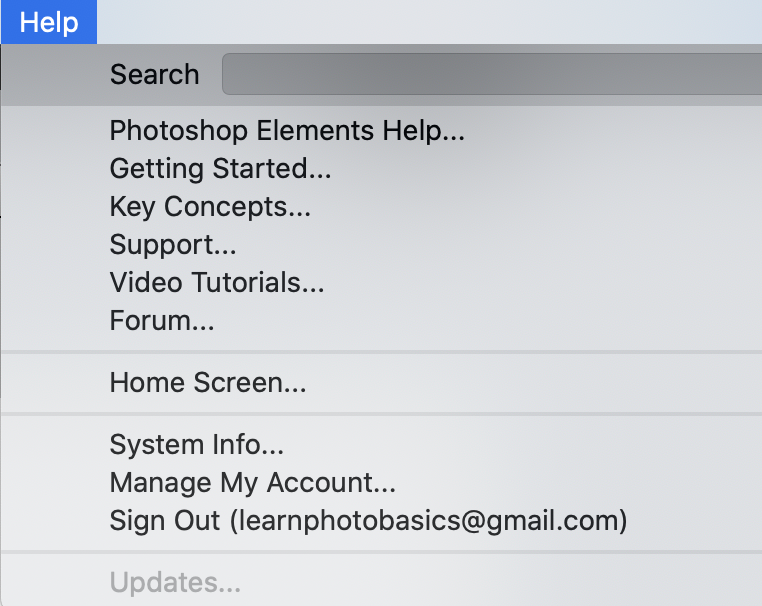 Help
Search
Photoshop Elements Help...
Getting Started...
Key Concepts...
Support...
Video Tutorials...
Forum...
Home Screen...
System Info...
Manage My Account...
Sign Out (learnphotobasics@gmail.com)
Updates...